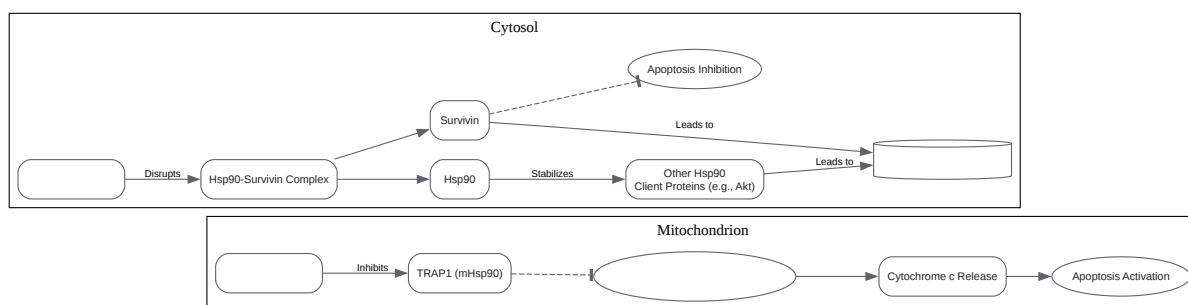 Cytosol
Apoptosis Inhibition
Survivin
Leads to
Disrupts
Hsp90-Survivin Complex
Hsp90
Stabilizes
Other Hsp90
Client Proteins (e.g., Akt)
Leads to
Mitochondrion
Inhibits
TRAP1 (mHsp90)
Cytochrome c Release
Apoptosis Activation